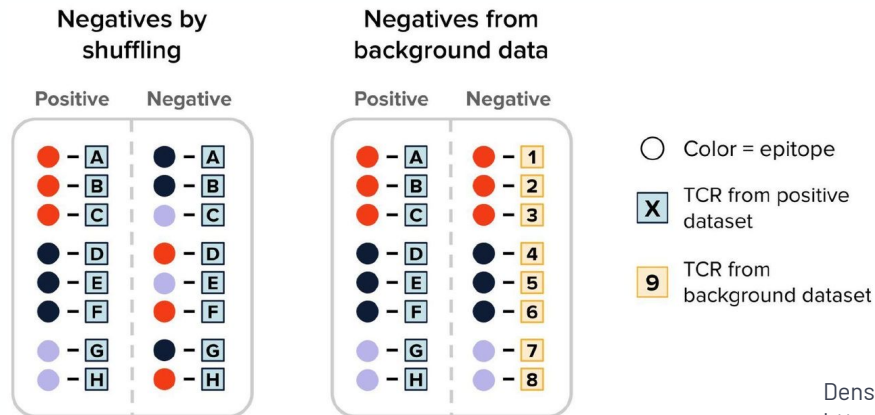 Negatives by
shuffling
Positive Negative
A A
B B
C C
D D
E E
F F
G G
H H
Negatives from
background data
Positive Negative
A 1
B 2
C 3
D 4
E 5
F 6
G 7
H 8
Color = epitope
X TCR from positive
dataset
9 TCR from
background dataset
Dens